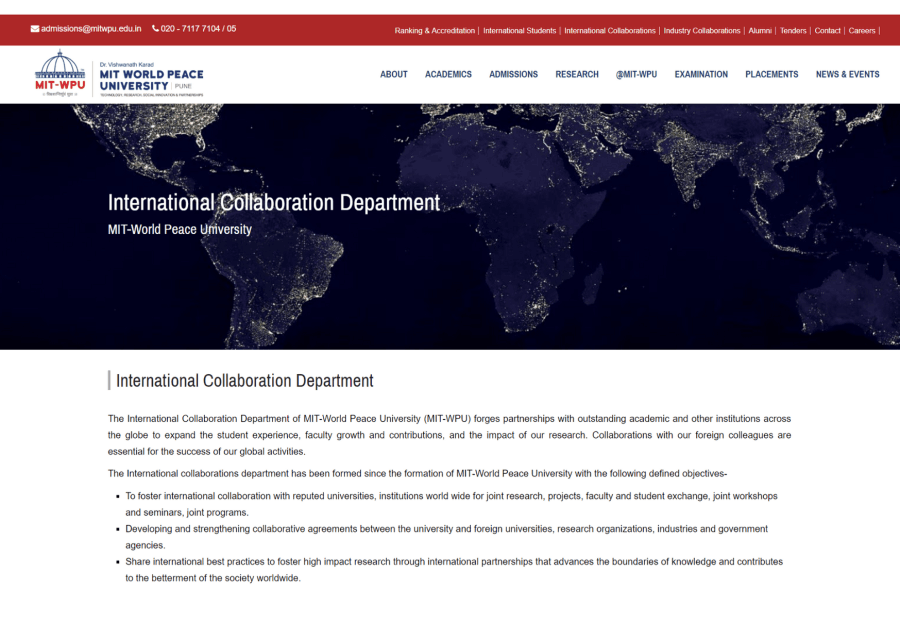 admissions@mitwpu.edu.in 020 - 7117 7104 / 05
Ranking & Accreditation | International Students | International Collaborations | Industry Collaborations | Alumni | Tenders | Contact | Careers |
MIT-WPU
Dr. Vishwanath Karad
MIT WORLD PEACE
UNIVERSITY | PUNE
TECHNOLOGY, RESEARCH, SOCIAL INNOVATION & PARTNERSHIPS
ABOUT ACADEMICS ADMISSIONS RESEARCH @MIT-WPU EXAMINATION PLACEMENTS NEWS & EVENTS
International Collaboration Department
MIT-World Peace University
International Collaboration Department
The International Collaboration Department of MIT-World Peace University (MIT-WPU) forges partnerships with outstanding academic and other institutions across
the globe to expand the student experience, faculty growth and contributions, and the impact of our research. Collaborations with our foreign colleagues are
essential for the success of our global activities.
The International collaborations department has been formed since the formation of MIT-World Peace University with the following defined objectives-
To foster international collaboration with reputed universities, institutions world wide for joint research, projects, faculty and student exchange, joint workshops
and seminars, joint programs.
Developing and strengthening collaborative agreements between the university and foreign universities, research organizations, industries and government
agencies.
Share international best practices to foster high impact research through international partnerships that advances the boundaries of knowledge and contributes
to the betterment of the society worldwide.